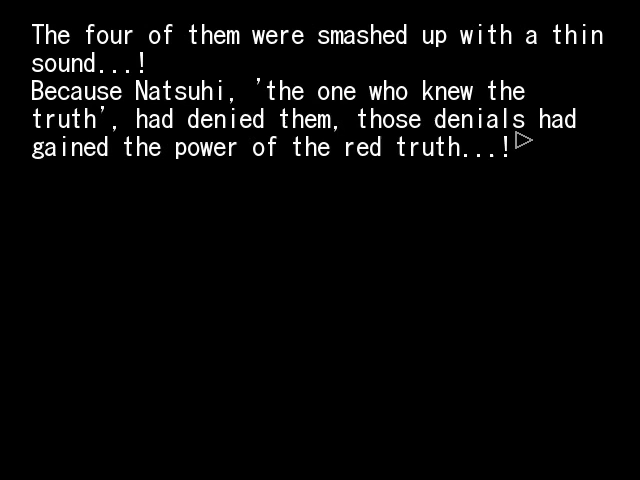 The four of them were smashed up with a thin
sound...!
Because Natsuhi, 'the one who knew the
truth', had denied them, those denials had
gained the power of the red truth...!